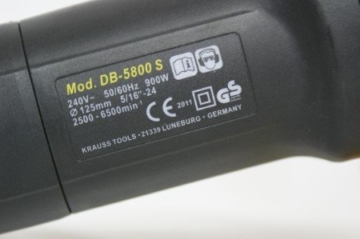 Mod. DB-5800 S
240V~ 50/60Hz 900W
Ø 125mm 5/16"-24
2500 - 6500min⁻¹
CE 2011 GS
KRAUSS TOOLS - 21339 LUNEBURG - GERMANY